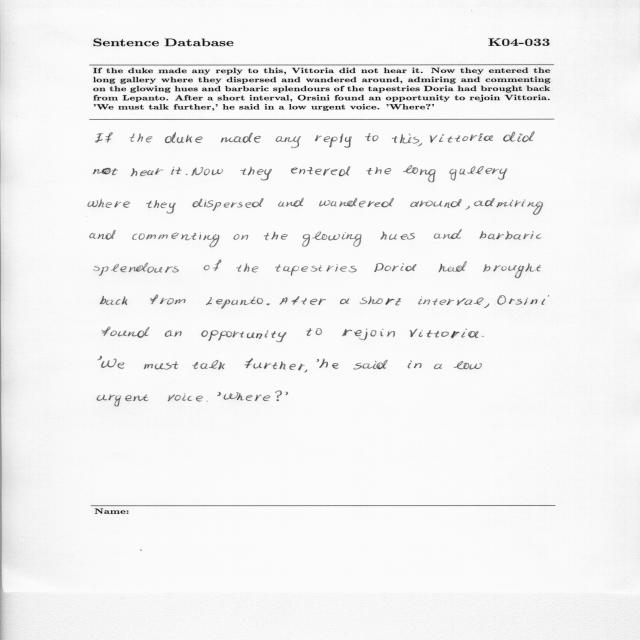 Sentence Database K04-033
If the duke made any reply to this, Vittoria did not hear it. Now they entered the
long gallery where they dispersed and wandered around, admiring and commenting
on the glowing hues and barbaric splendours of the tapestries Doria had brought back
from Lepanto. After a short interval, Orsini found an opportunity to rejoin Vittoria.
'We must talk further,' he said in a low urgent voice. 'Where?'
If the duke made any reply to this, Vittoria did
not hear it. Now they entered the long gallery
where they dispersed and wandered around, admiring
and commenting on the glowing hues and barbaric
splendours of the tapestries Doria had brought
back from Lepanto. After a short interval, Orsini
found an opportunity to rejoin Vittoria.
'We must talk further, 'he said in a low
urgent voice. 'Where?'
Name: